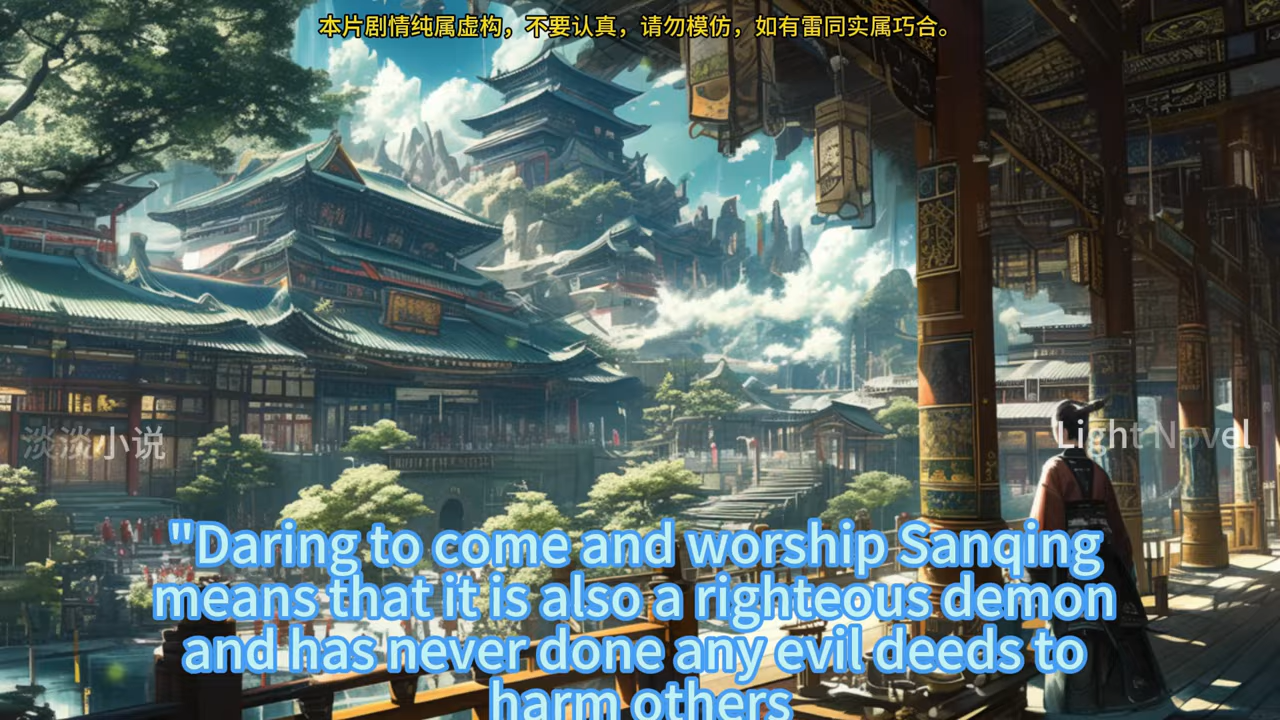 本片剧情纯属虚构，不要认真，请勿模仿，如有雷同实属巧合。
淡淡小说
Light Novel
"Daring to come and worship Sanqing
means that it is also a righteous demon
and has never done any evil deeds to
harm others